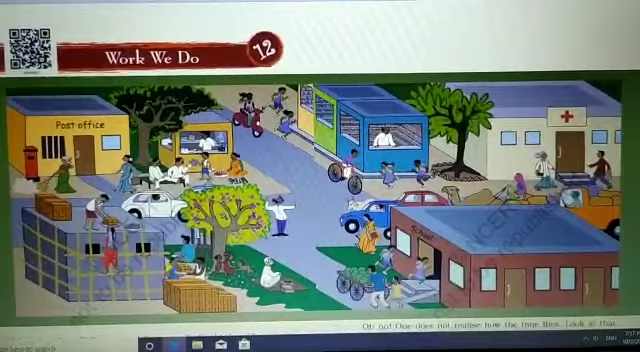 Work We Do
12
Post office
School
Oh no! One does not realise how the time flies. Look at that
ENG